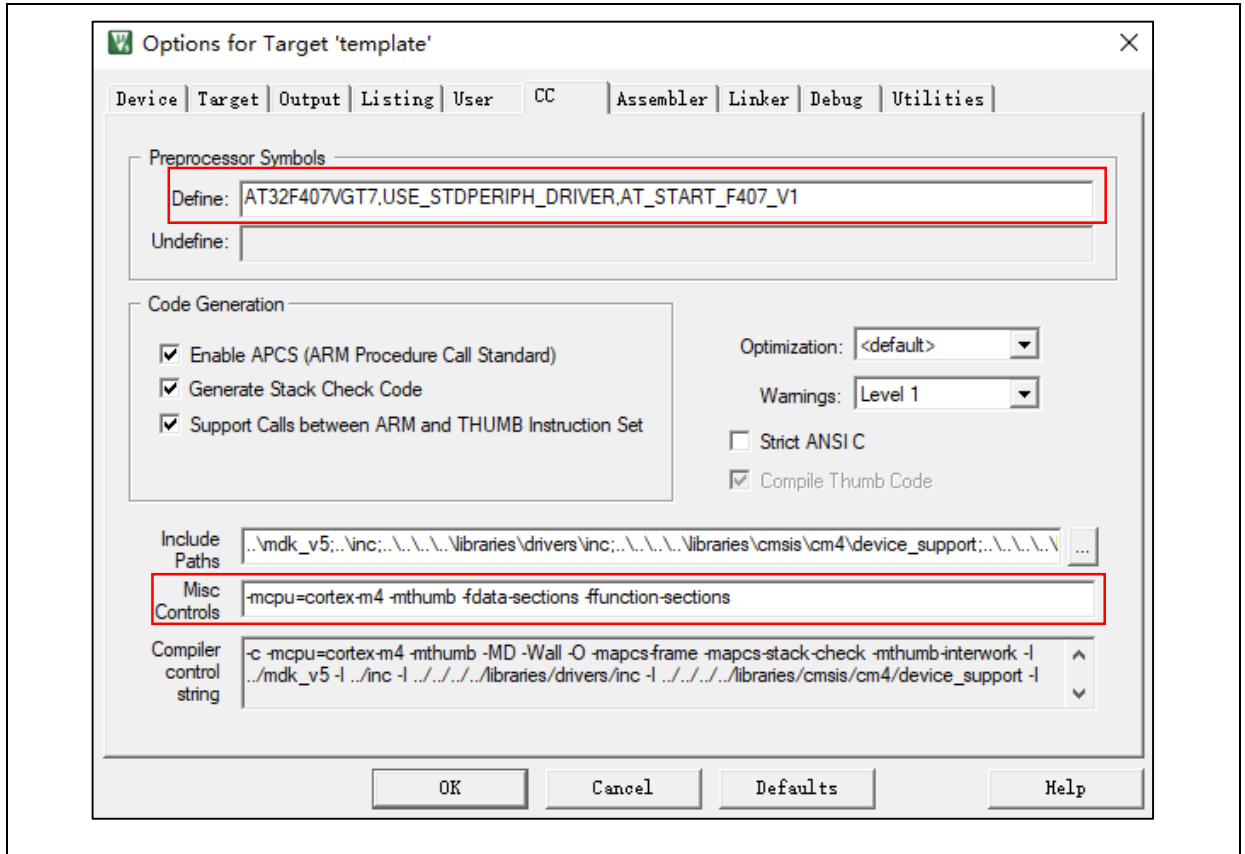 Options for Target 'template'
Device Target Output Listing User CC Assembler Linker Debug Utilities
Preprocessor Symbols
Define: AT32F407VGT7,USE_STDPERIPH_DRIVER,AT_START_F407_V1
Undefine:
Code Generation
Enable APCS (ARM Procedure Call Standard)
Generate Stack Check Code
Support Calls between ARM and THUMB Instruction Set
Optimization: <default>
Warnings: Level 1
Strict ANSI C
Compile Thumb Code
Include Paths
..\mdk_v5;..\inc;..\..\..\..\libraries\drivers\inc;..\..\..\..\libraries\cmsis\cm4\device_support;..\..\..\..\ ...
Misc Controls
-mcpu=cortex-m4 -mthumb -fdata-sections -ffunction-sections
Compiler control string
-c -mcpu=cortex-m4 -mthumb -MD -Wall -O -mapcs-frame -mapcs-stack-check -mthumb-interwork -I
../mdk_v5 -I ../inc -I ../../../../libraries/drivers/inc -I ../../../../libraries/cmsis/cm4/device_support -I
OK Cancel Defaults Help